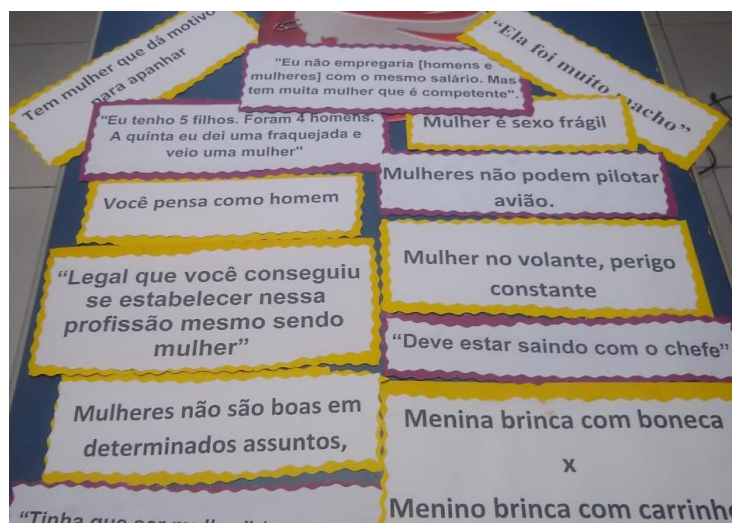 Tem mulher que dá motivo
para apanhar
"Eu não empregaria [homens e
mulheres] com o mesmo salário. Mas
tem muita mulher que é competente".
"Ela foi muito macho"
"Eu tenho 5 filhos. Foram 4 homens.
A quinta eu dei uma fraquejada e
veio uma mulher"
Mulher é sexo frágil
Você pensa como homem
Mulheres não podem pilotar
avião.
"Legal que você conseguiu
se estabelecer nessa
profissão mesmo sendo
mulher"
Mulher no volante, perigo
constante
"Deve estar saindo com o chefe"
Mulheres não são boas em
determinados assuntos,
Menina brinca com boneca
x
Menino brinca com carrinho
"Tinha que ser